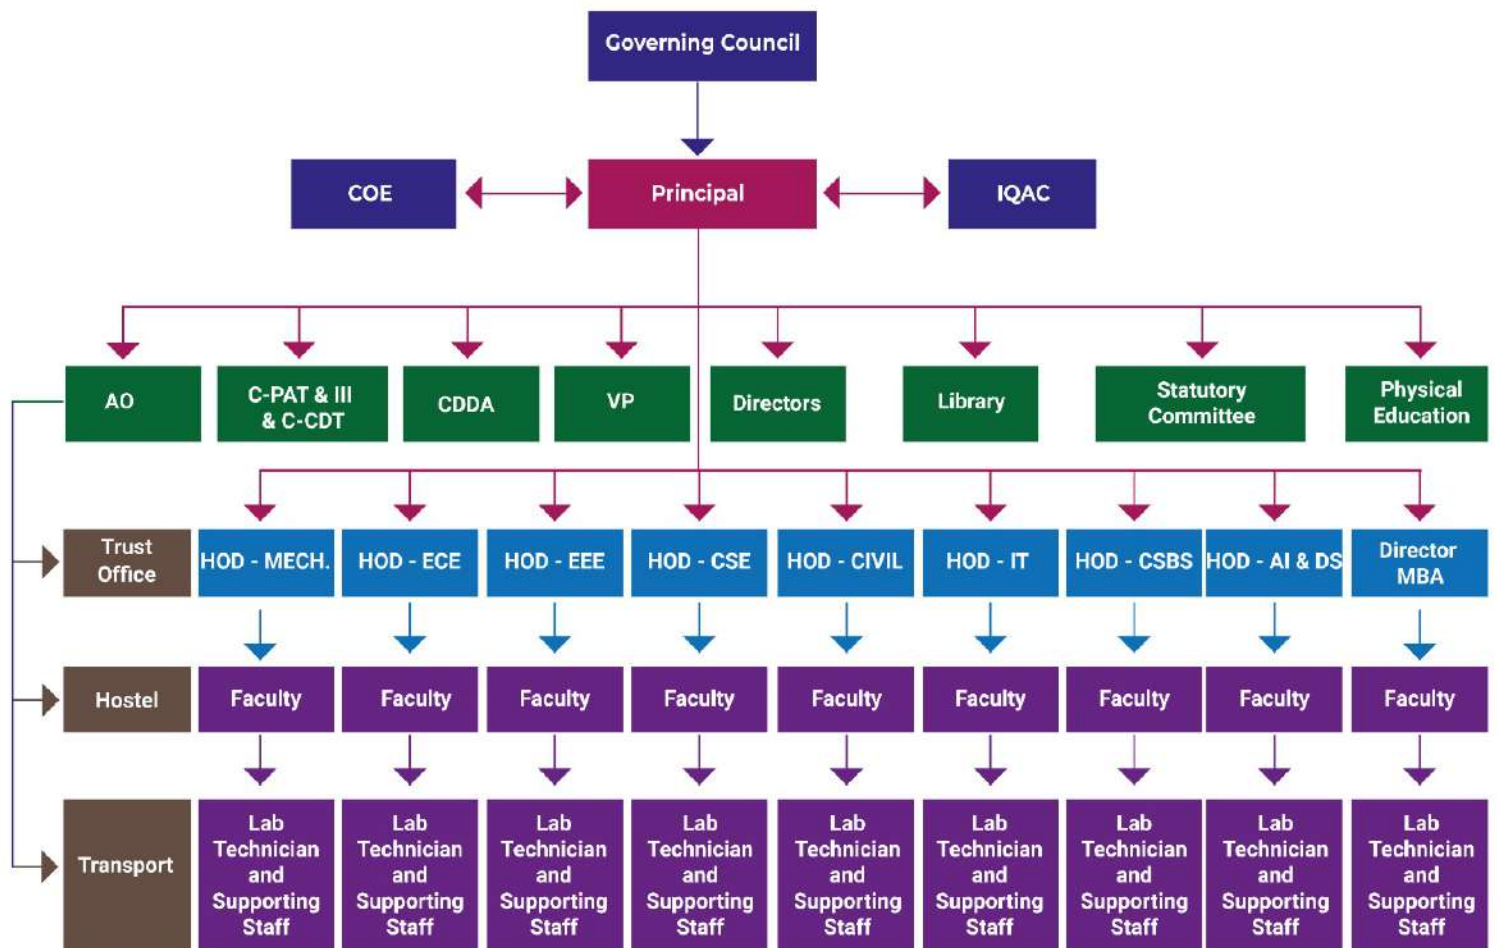 Governing Council
COE
Principal
IQAC
AO
C-PAT & III
& C-CDT
CDDA
VP
Directors
Library
Statutory
Committee
Physical
Education
Trust
Office
HOD - MECH.
HOD - ECE
HOD - EEE
HOD - CSE
HOD - CIVIL
HOD - IT
HOD - CSBS
HOD - AI & DS
Director
MBA
Hostel
Faculty
Faculty
Faculty
Faculty
Faculty
Faculty
Faculty
Faculty
Faculty
Transport
Lab
Technician
and
Supporting
Staff
Lab
Technician
and
Supporting
Staff
Lab
Technician
and
Supporting
Staff
Lab
Technician
and
Supporting
Staff
Lab
Technician
and
Supporting
Staff
Lab
Technician
and
Supporting
Staff
Lab
Technician
and
Supporting
Staff
Lab
Technician
and
Supporting
Staff
Lab
Technician
and
Supporting
Staff